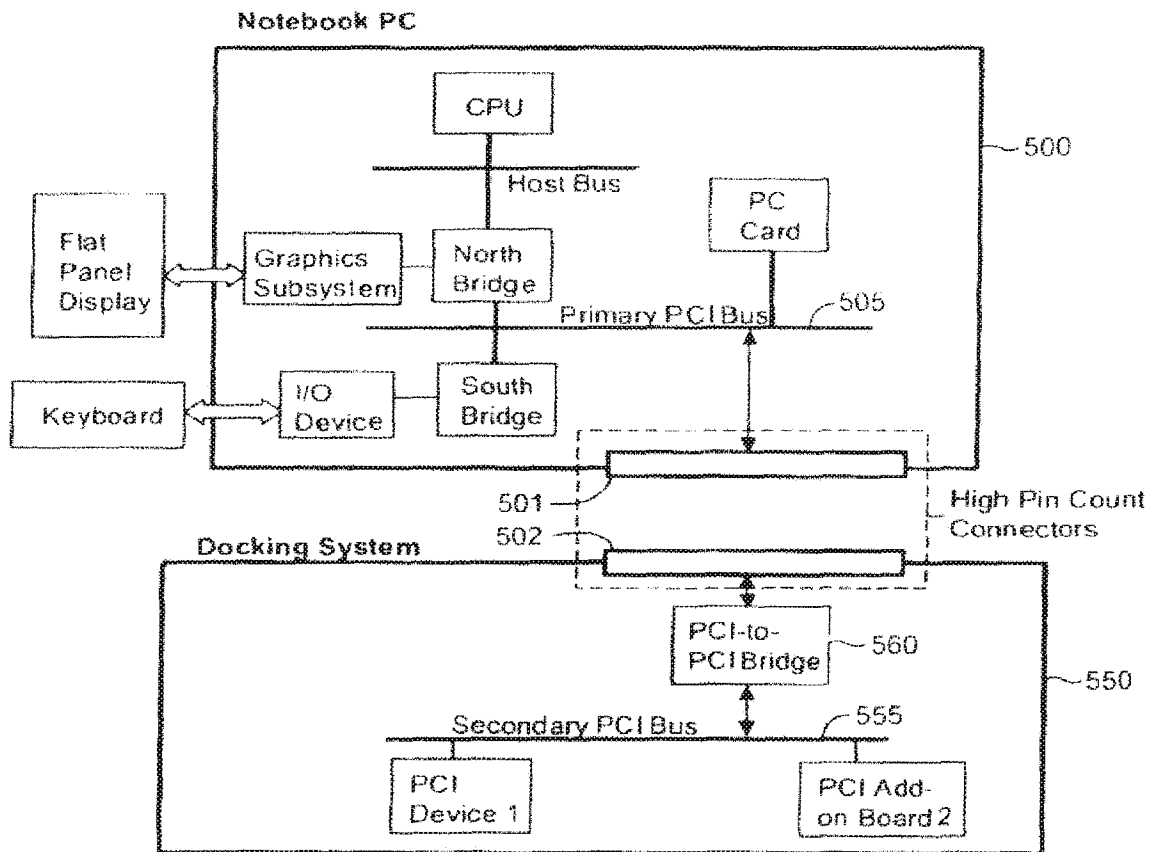 Notebook PC
CPU
500
Host Bus
PC
Card
Flat
Panel
Display
Graphics
Subsystem
North
Bridge
Primary PCI Bus
505
Keyboard
I/O
Device
South
Bridge
501
High Pin Count
Connectors
502
Docking System
PCI-to-
PCI Bridge
560
550
Secondary PCI Bus
555
PCI
Device 1
PCI Add-
on Board 2